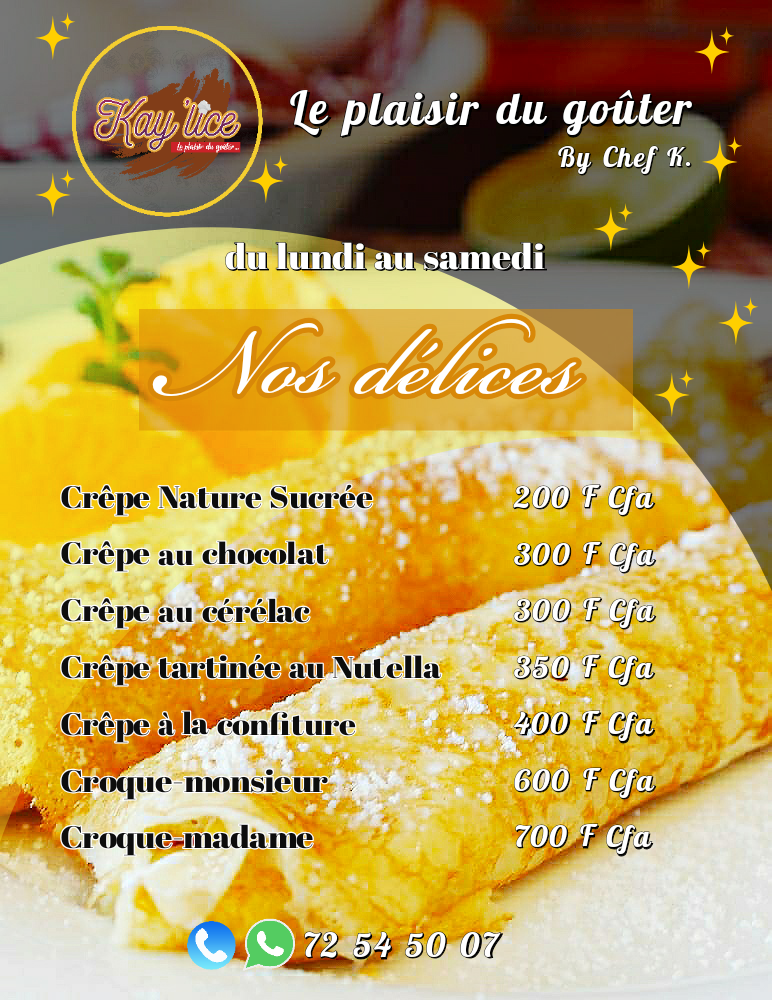 Kay'lice
Le plaisir du goûter...
Le plaisir du goûter
By Chef K.
du lundi au samedi
Nos délices
Crêpe Nature Sucrée 200 F Cfa
Crêpe au chocolat 300 F Cfa
Crêpe au cérélac 300 F Cfa
Crêpe tartinée au Nutella 350 F Cfa
Crêpe à la confiture 400 F Cfa
Croque-monsieur 600 F Cfa
Croque-madame 700 F Cfa
72 54 50 07